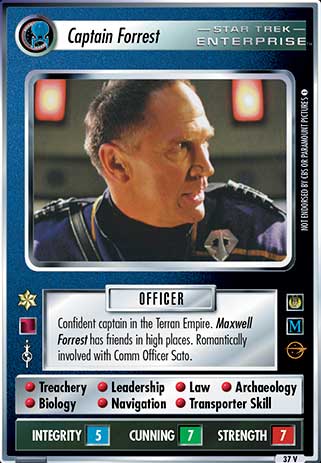 Captain Forrest
STAR TREK
ENTERPRISE
NOT ENDORSED BY CBS OR PARAMOUNT PICTURES
OFFICER
Confident captain in the Terran Empire. Maxwell
Forrest has friends in high places. Romantically
involved with Comm Officer Sato.
M
Treachery Leadership Law Archaeology
Biology Navigation Transporter Skill
INTEGRITY 5 CUNNING 7 STRENGTH 7
37 V